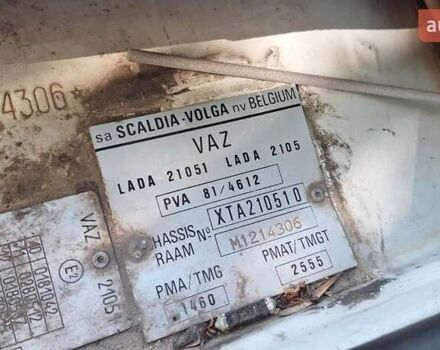 4306*
sa SCALDIA-VOLGA nv BELGIUM
VAZ
LADA 21051 LADA 2105
PVA 81/4612
HASSIS
RAAM
No
XTA210510
M1214306
PMA/TMG
1460
PMAT/TMGT
2555
VAZ 2105